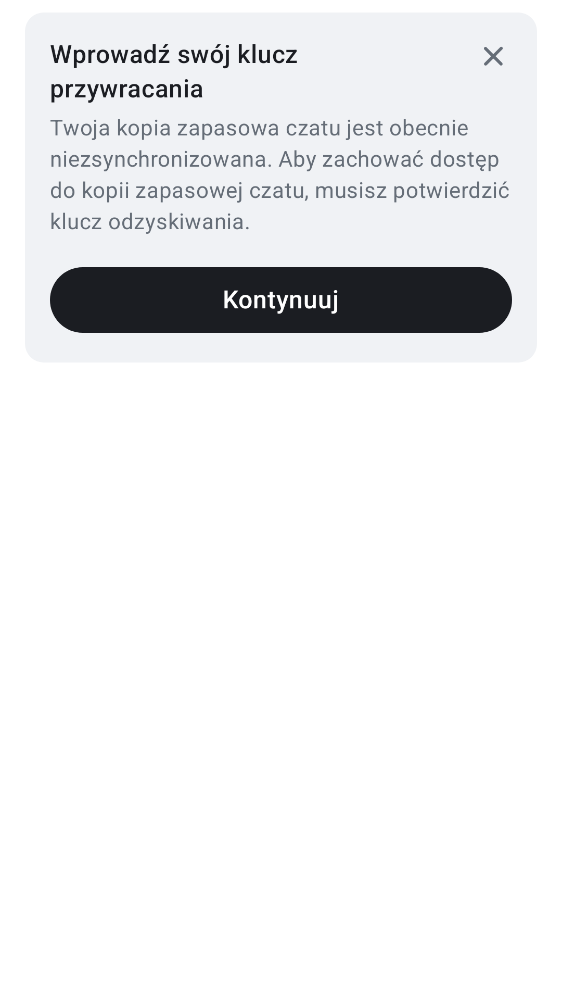 Wprowadź swój klucz
przywracania
Twoja kopia zapasowa czatu jest obecnie
niezsynchronizowana. Aby zachować dostęp
do kopii zapasowej czatu, musisz potwierdzić
klucz odzyskiwania.
Kontynuuj